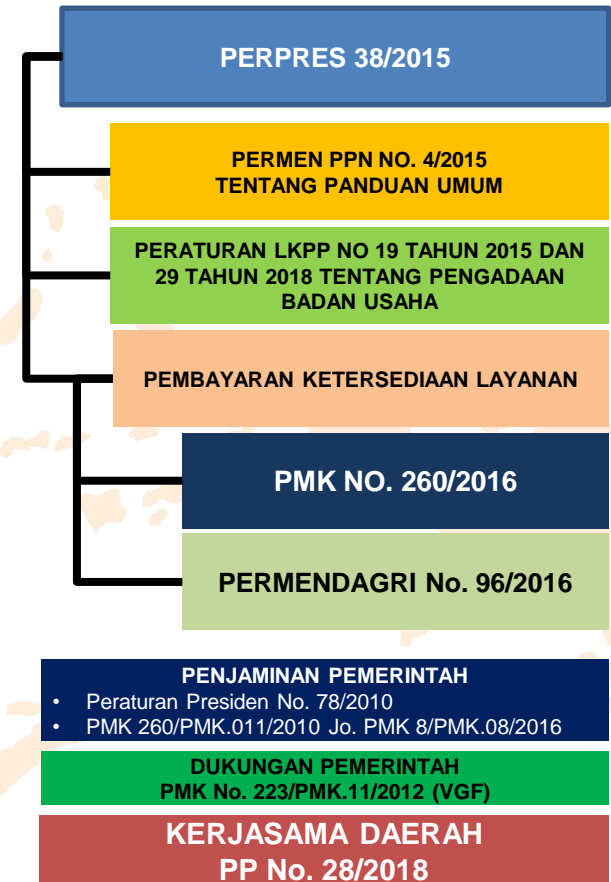 PERPRES 38/2015
PERMEN PPN NO. 4/2015
TENTANG PANDUAN UMUM
PERATURAN LKPP NO 19 TAHUN 2015 DAN
29 TAHUN 2018 TENTANG PENGADAAN
BADAN USAHA
PEMBAYARAN KETERSEDIAAN LAYANAN
PMK NO. 260/2016
PERMENDAGRI No. 96/2016
PENJAMINAN PEMERINTAH
• Peraturan Presiden No. 78/2010
• PMK 260/PMK.011/2010 Jo. PMK 8/PMK.08/2016
DUKUNGAN PEMERINTAH
PMK No. 223/PMK.11/2012 (VGF)
KERJASAMA DAERAH
PP No. 28/2018